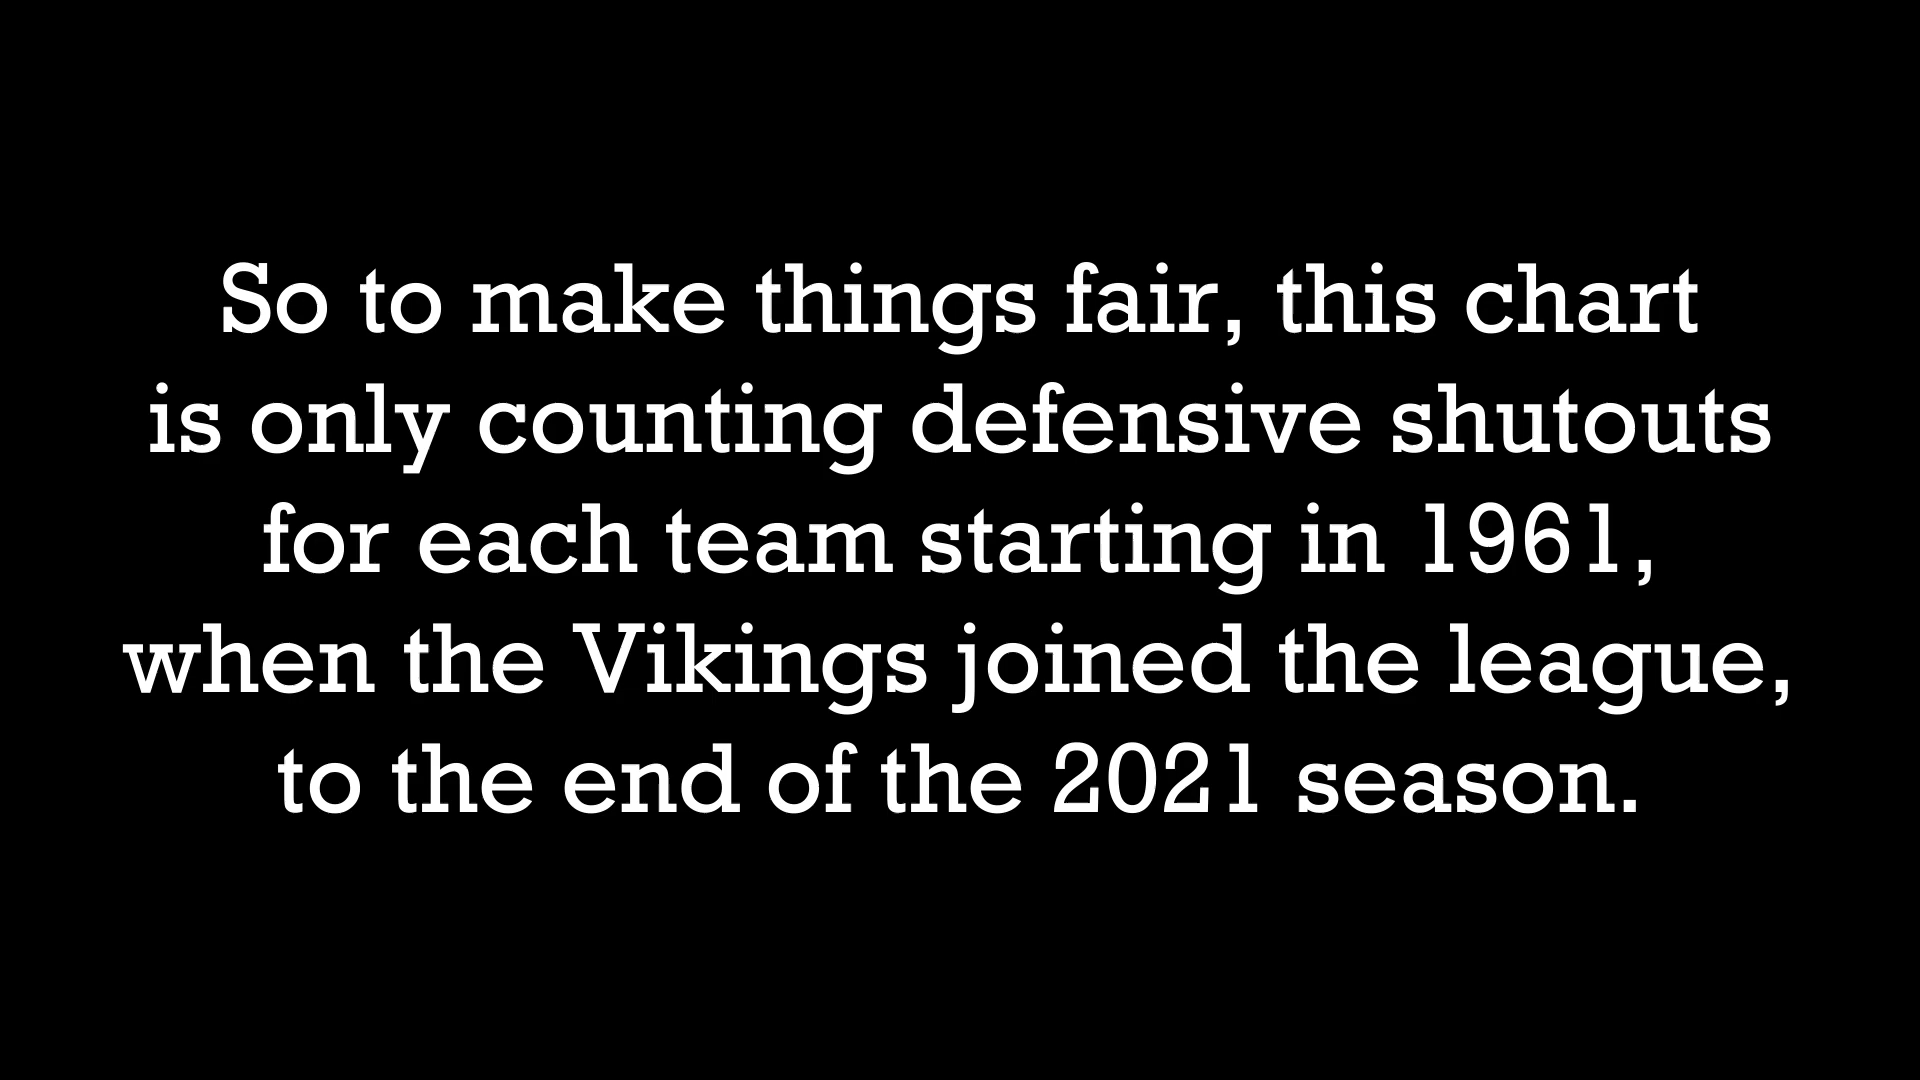 So to make things fair, this chart
is only counting defensive shutouts
for each team starting in 1961,
when the Vikings joined the league,
to the end of the 2021 season.